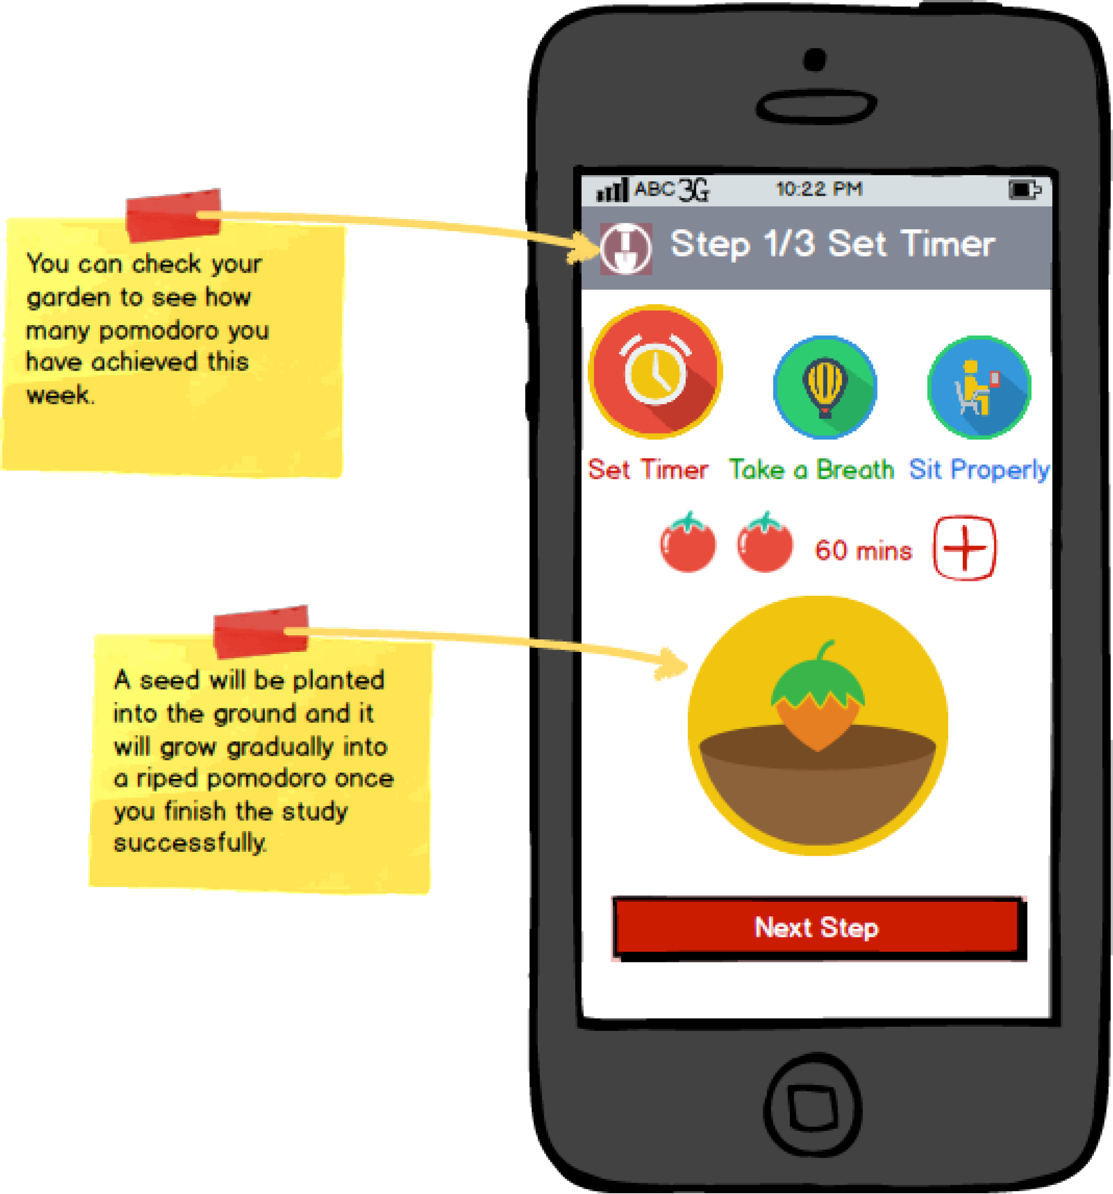 ABC 3G 10:22 PM
Step 1/3 Set Timer
You can check your
garden to see how
many pomodoro you
have achieved this
week.
Set Timer Take a Breath Sit Properly
60 mins
A seed will be planted
into the ground and it
will grow gradually into
a riped pomodoro once
you finish the study
successfully.
Next Step